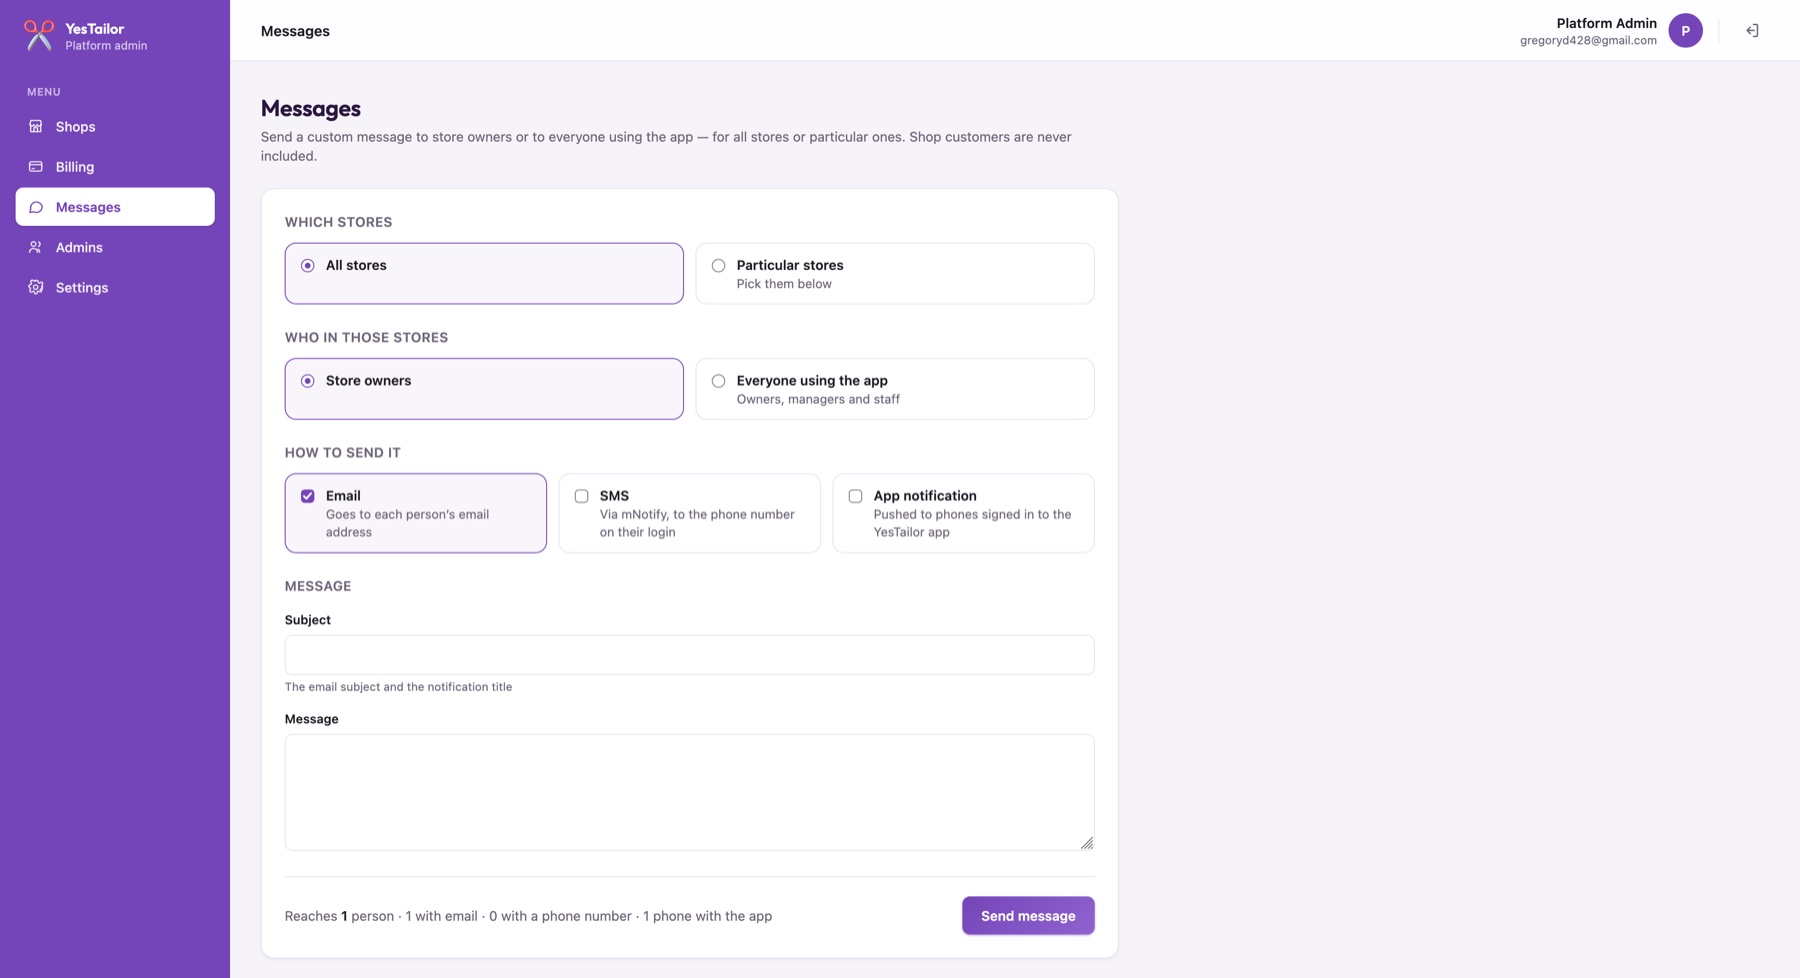 YesTailor
Platform admin
MENU
Shops
Billing
Messages
Admins
Settings
Messages
Platform Admin
gregoryd428@gmail.com
P
Messages
Send a custom message to store owners or to everyone using the app — for all stores or particular ones. Shop customers are never
included.
WHICH STORES
All stores
Particular stores
Pick them below
WHO IN THOSE STORES
Store owners
Everyone using the app
Owners, managers and staff
HOW TO SEND IT
Email
Goes to each person's email
address
SMS
Via mNotify, to the phone number
on their login
App notification
Pushed to phones signed in to the
YesTailor app
MESSAGE
Subject
The email subject and the notification title
Message
Reaches 1 person · 1 with email · 0 with a phone number · 1 phone with the app
Send message